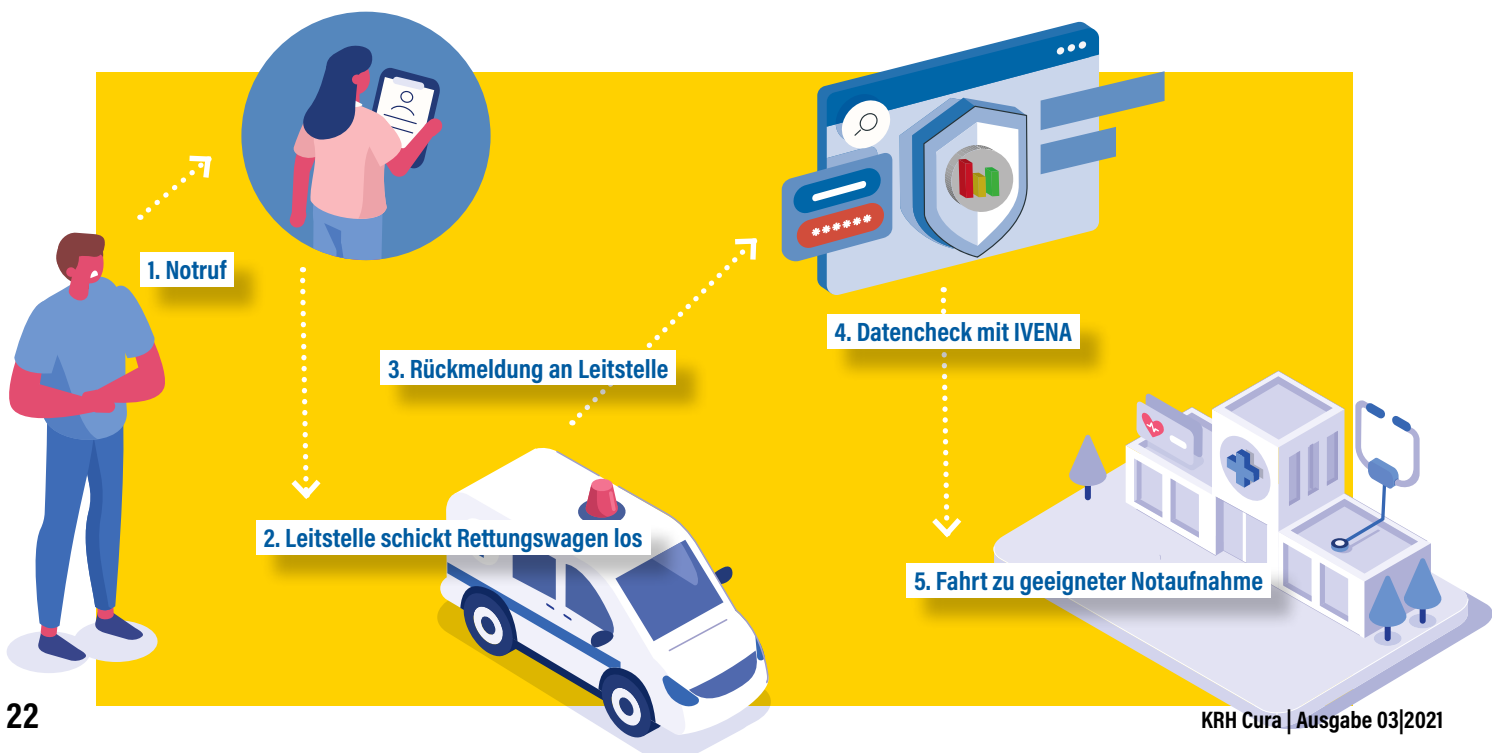 1. Notruf
2. Leitstelle schickt Rettungswagen los
3. Rückmeldung an Leitstelle
4. Datencheck mit IVENA
5. Fahrt zu geeigneter Notaufnahme
22
KRH Cura | Ausgabe 03|2021